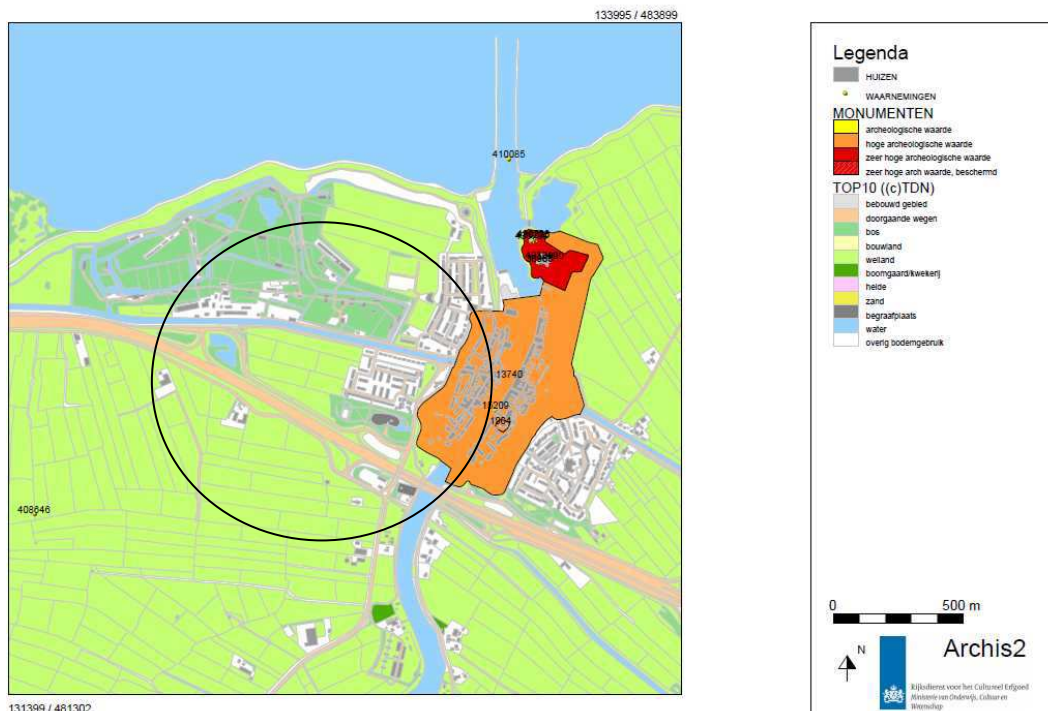 133995 / 483899
410085
13740
15209
1904
408646
131399 / 481302
Legenda
HUIZEN
WAARNEMINGEN
MONUMENTEN
archeologische waarde
hoge archeologische waarde
zeer hoge archeologische waarde
zeer hoge arch waarde, beschermd
TOP10 ((c)TDN)
bebouwd gebied
doorgaande wegen
bos
bouwland
weiland
boomgaard/kwekerij
heide
zand
begraafplaats
water
overig bodemgebruik
0 500 m
N
Archis2
Rijksdienst voor het Cultureel Erfgoed
Ministerie van Onderwijs, Cultuur en
Wetenschap